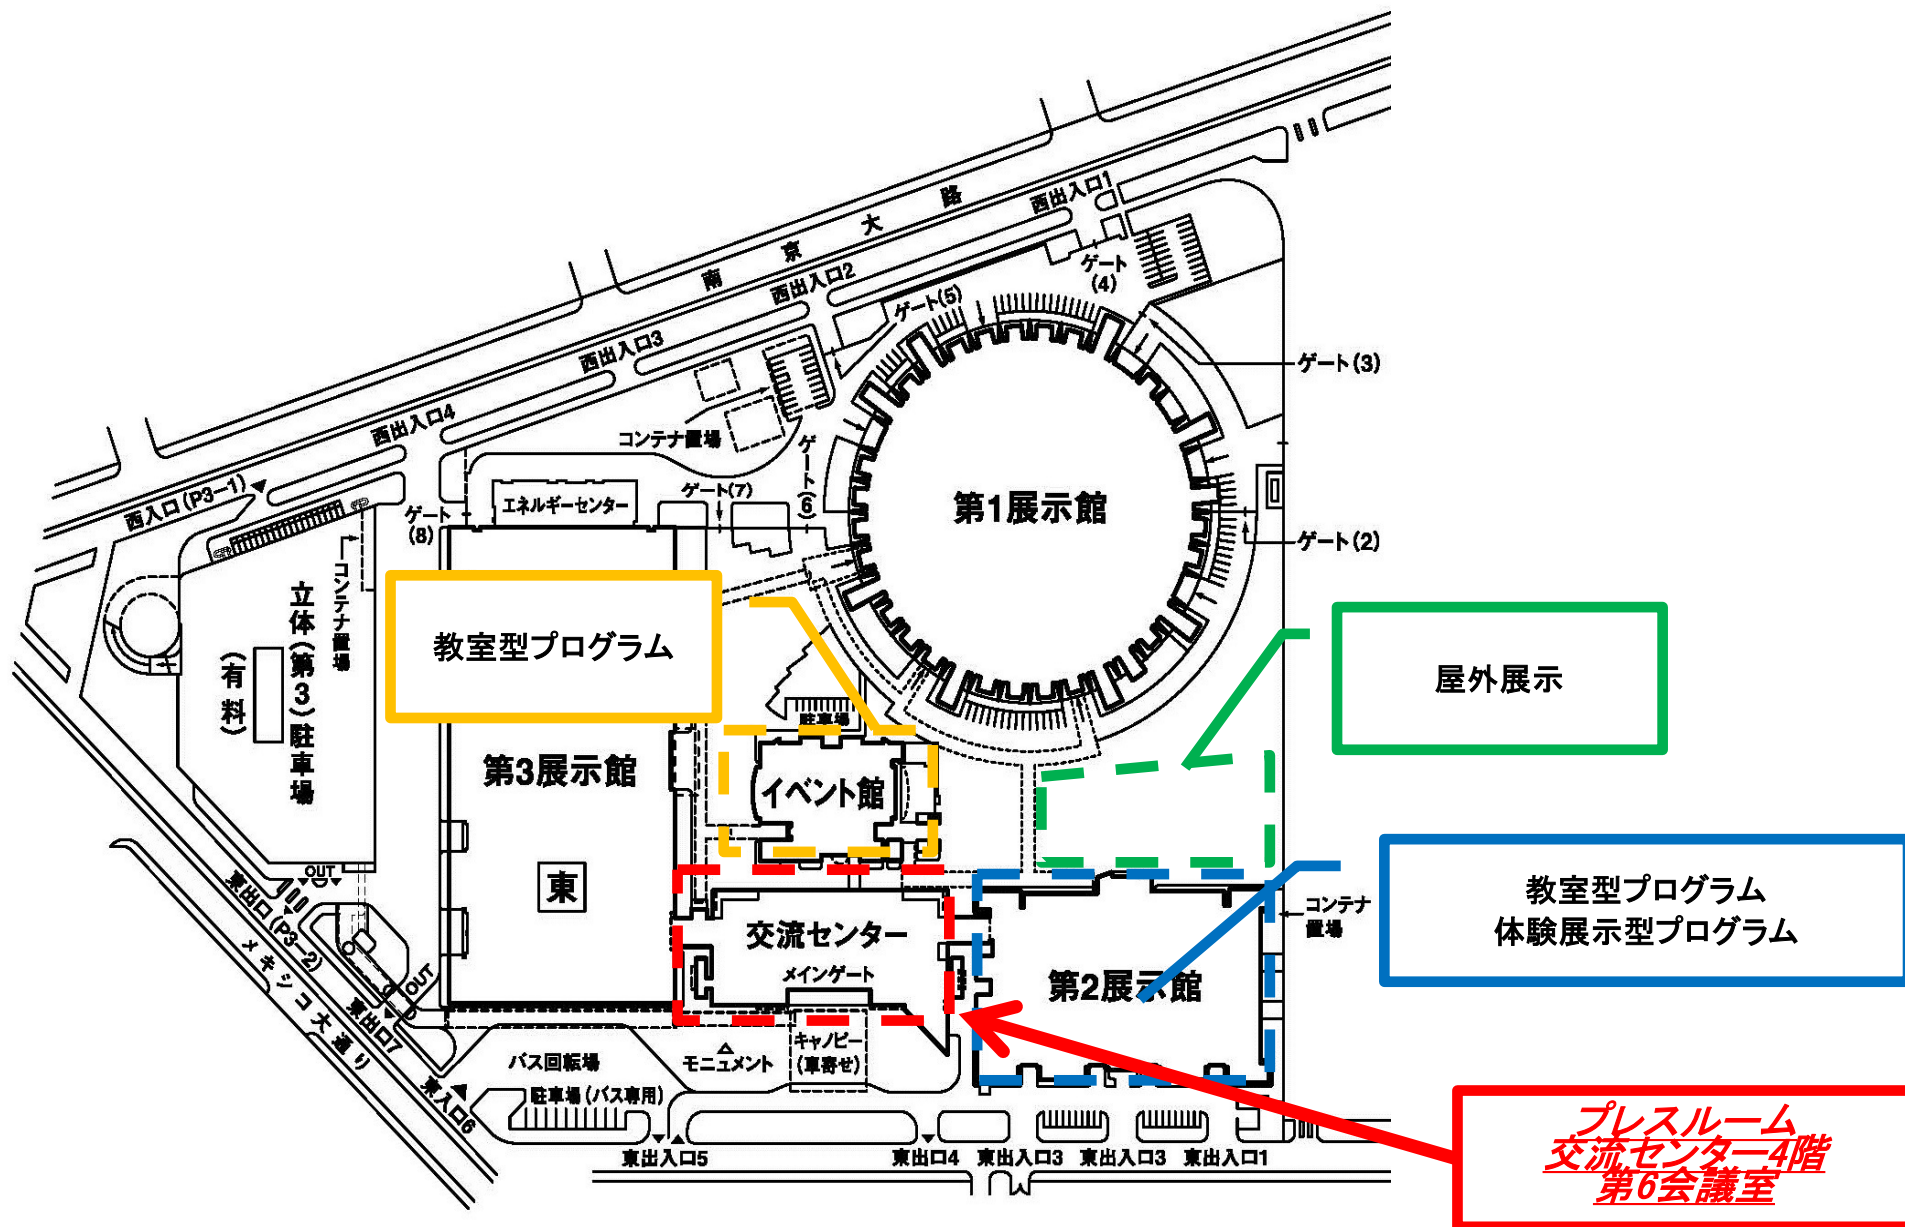 南京大路
西出入口1
西出入口2
西出入口3
西出入口4
西入口(P3-1)
ゲート
(4)
ゲート(5)
ゲート(3)
コンテナ置場
ゲート(6)
ゲート(7)
エネルギーセンター
ゲート
(8)
第1展示館
ゲート(2)
コンテナ置場
立体(第3)駐車場
(有料)
教室型プログラム
屋外展示
駐車場
第3展示館
イベント館
東
OUT
東出口(P3-2)
メキシコ大通り
OUT
東出口7
東入口6
交流センター
メインゲート
第2展示館
コンテナ
置場
教室型プログラム
体験展示型プログラム
バス回転場
モニュメント
キャノピー
(車寄せ)
駐車場(バス専用)
東出入口5
東出口4
東出入口3
東出入口3
東出入口1
プレスルーム
交流センター4階
第6会議室